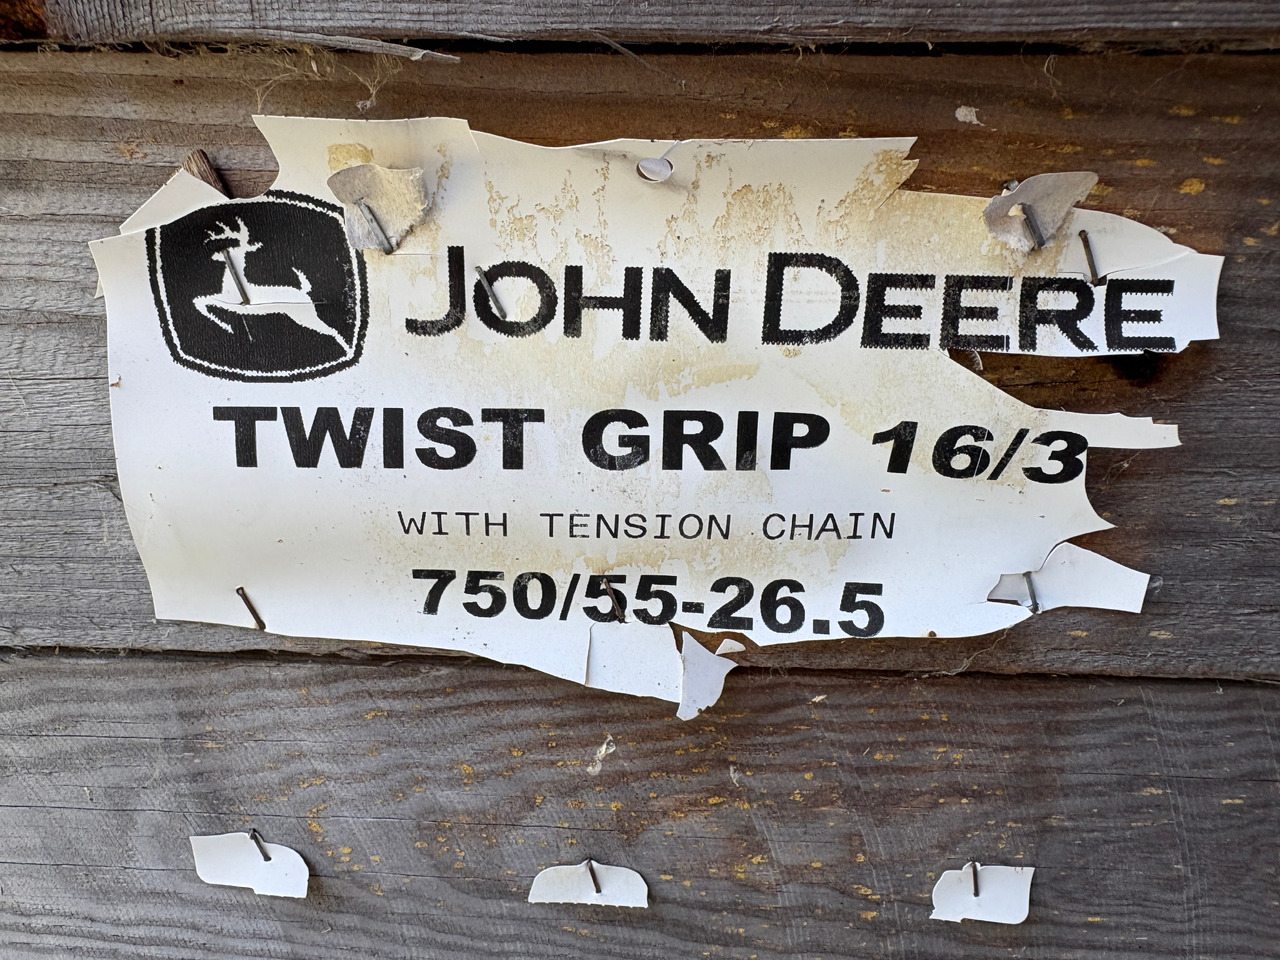 JOHN DEERE
TWIST GRIP 16/3
WITH TENSION CHAIN
750/55-26.5